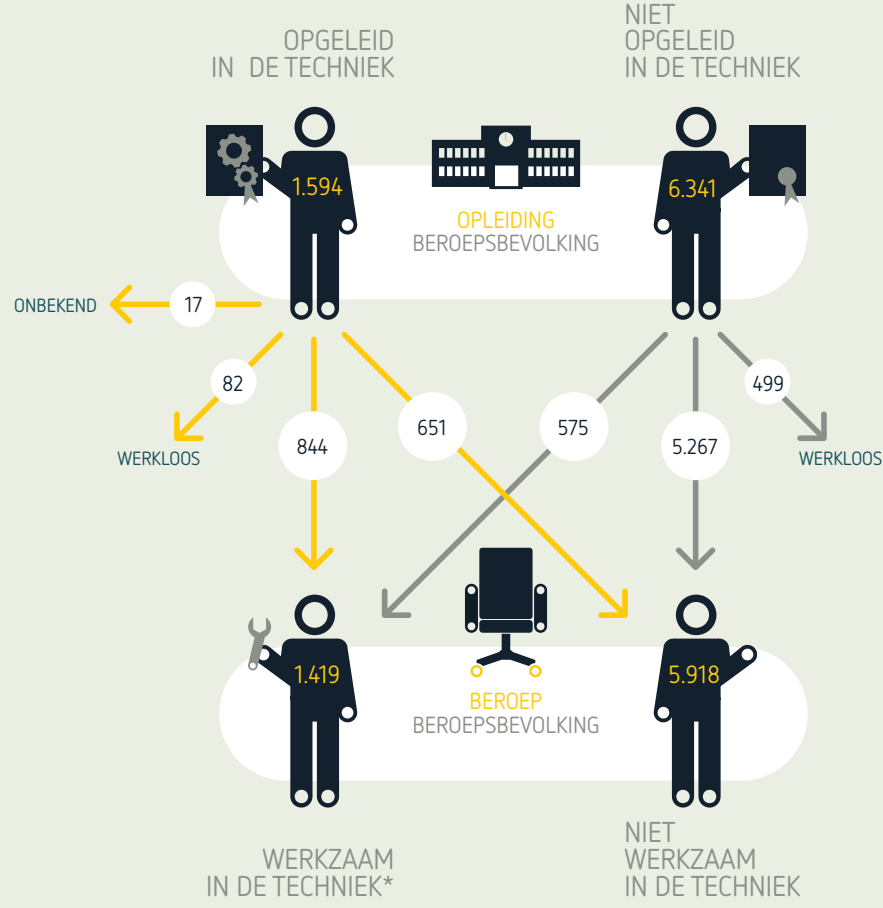 OPGELEID
IN DE TECHNIEK
NIET
OPGELEID
IN DE TECHNIEK
1.594
6.341
OPLEIDING
BEROEPSBEVOLKING
ONBEKEND
17
82
499
844
651
575
5.267
WERKLOOS
WERKLOOS
1.419
5.918
BEROEP
BEROEPSBEVOLKING
WERKZAAM
IN DE TECHNIEK*
NIET
WERKZAAM
IN DE TECHNIEK